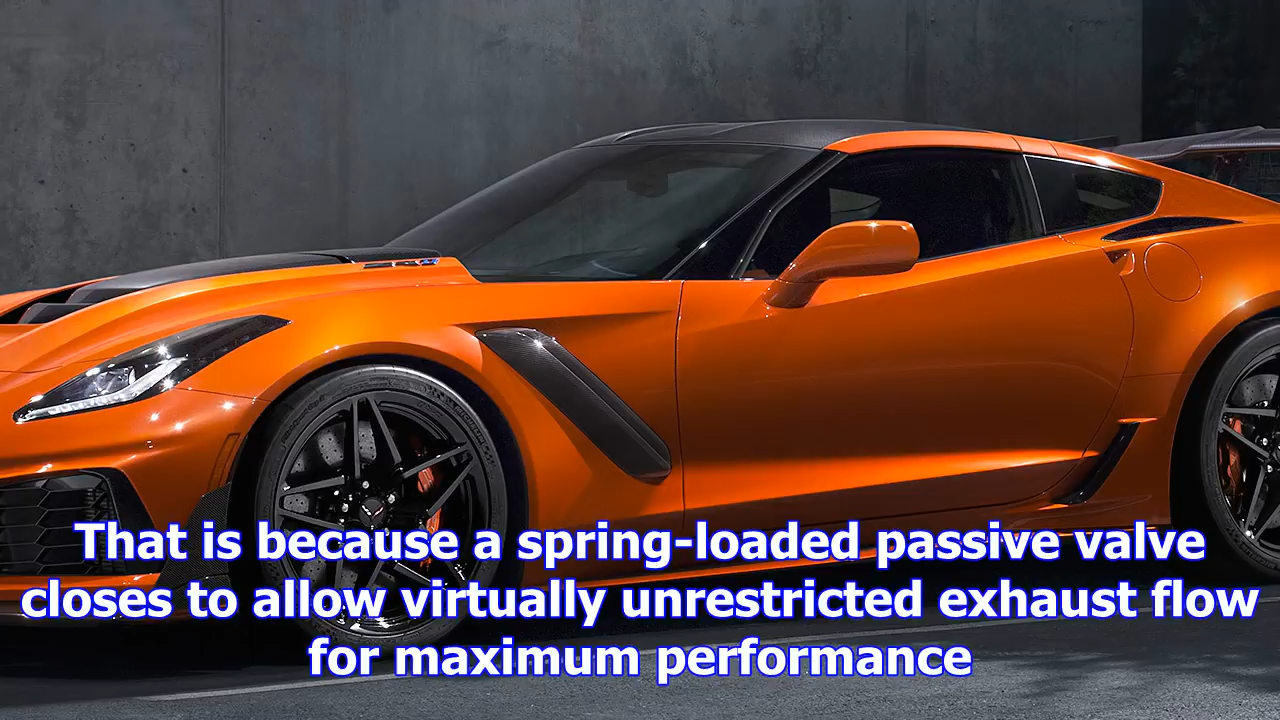 That is because a spring-loaded passive valve
closes to allow virtually unrestricted exhaust flow
for maximum performance